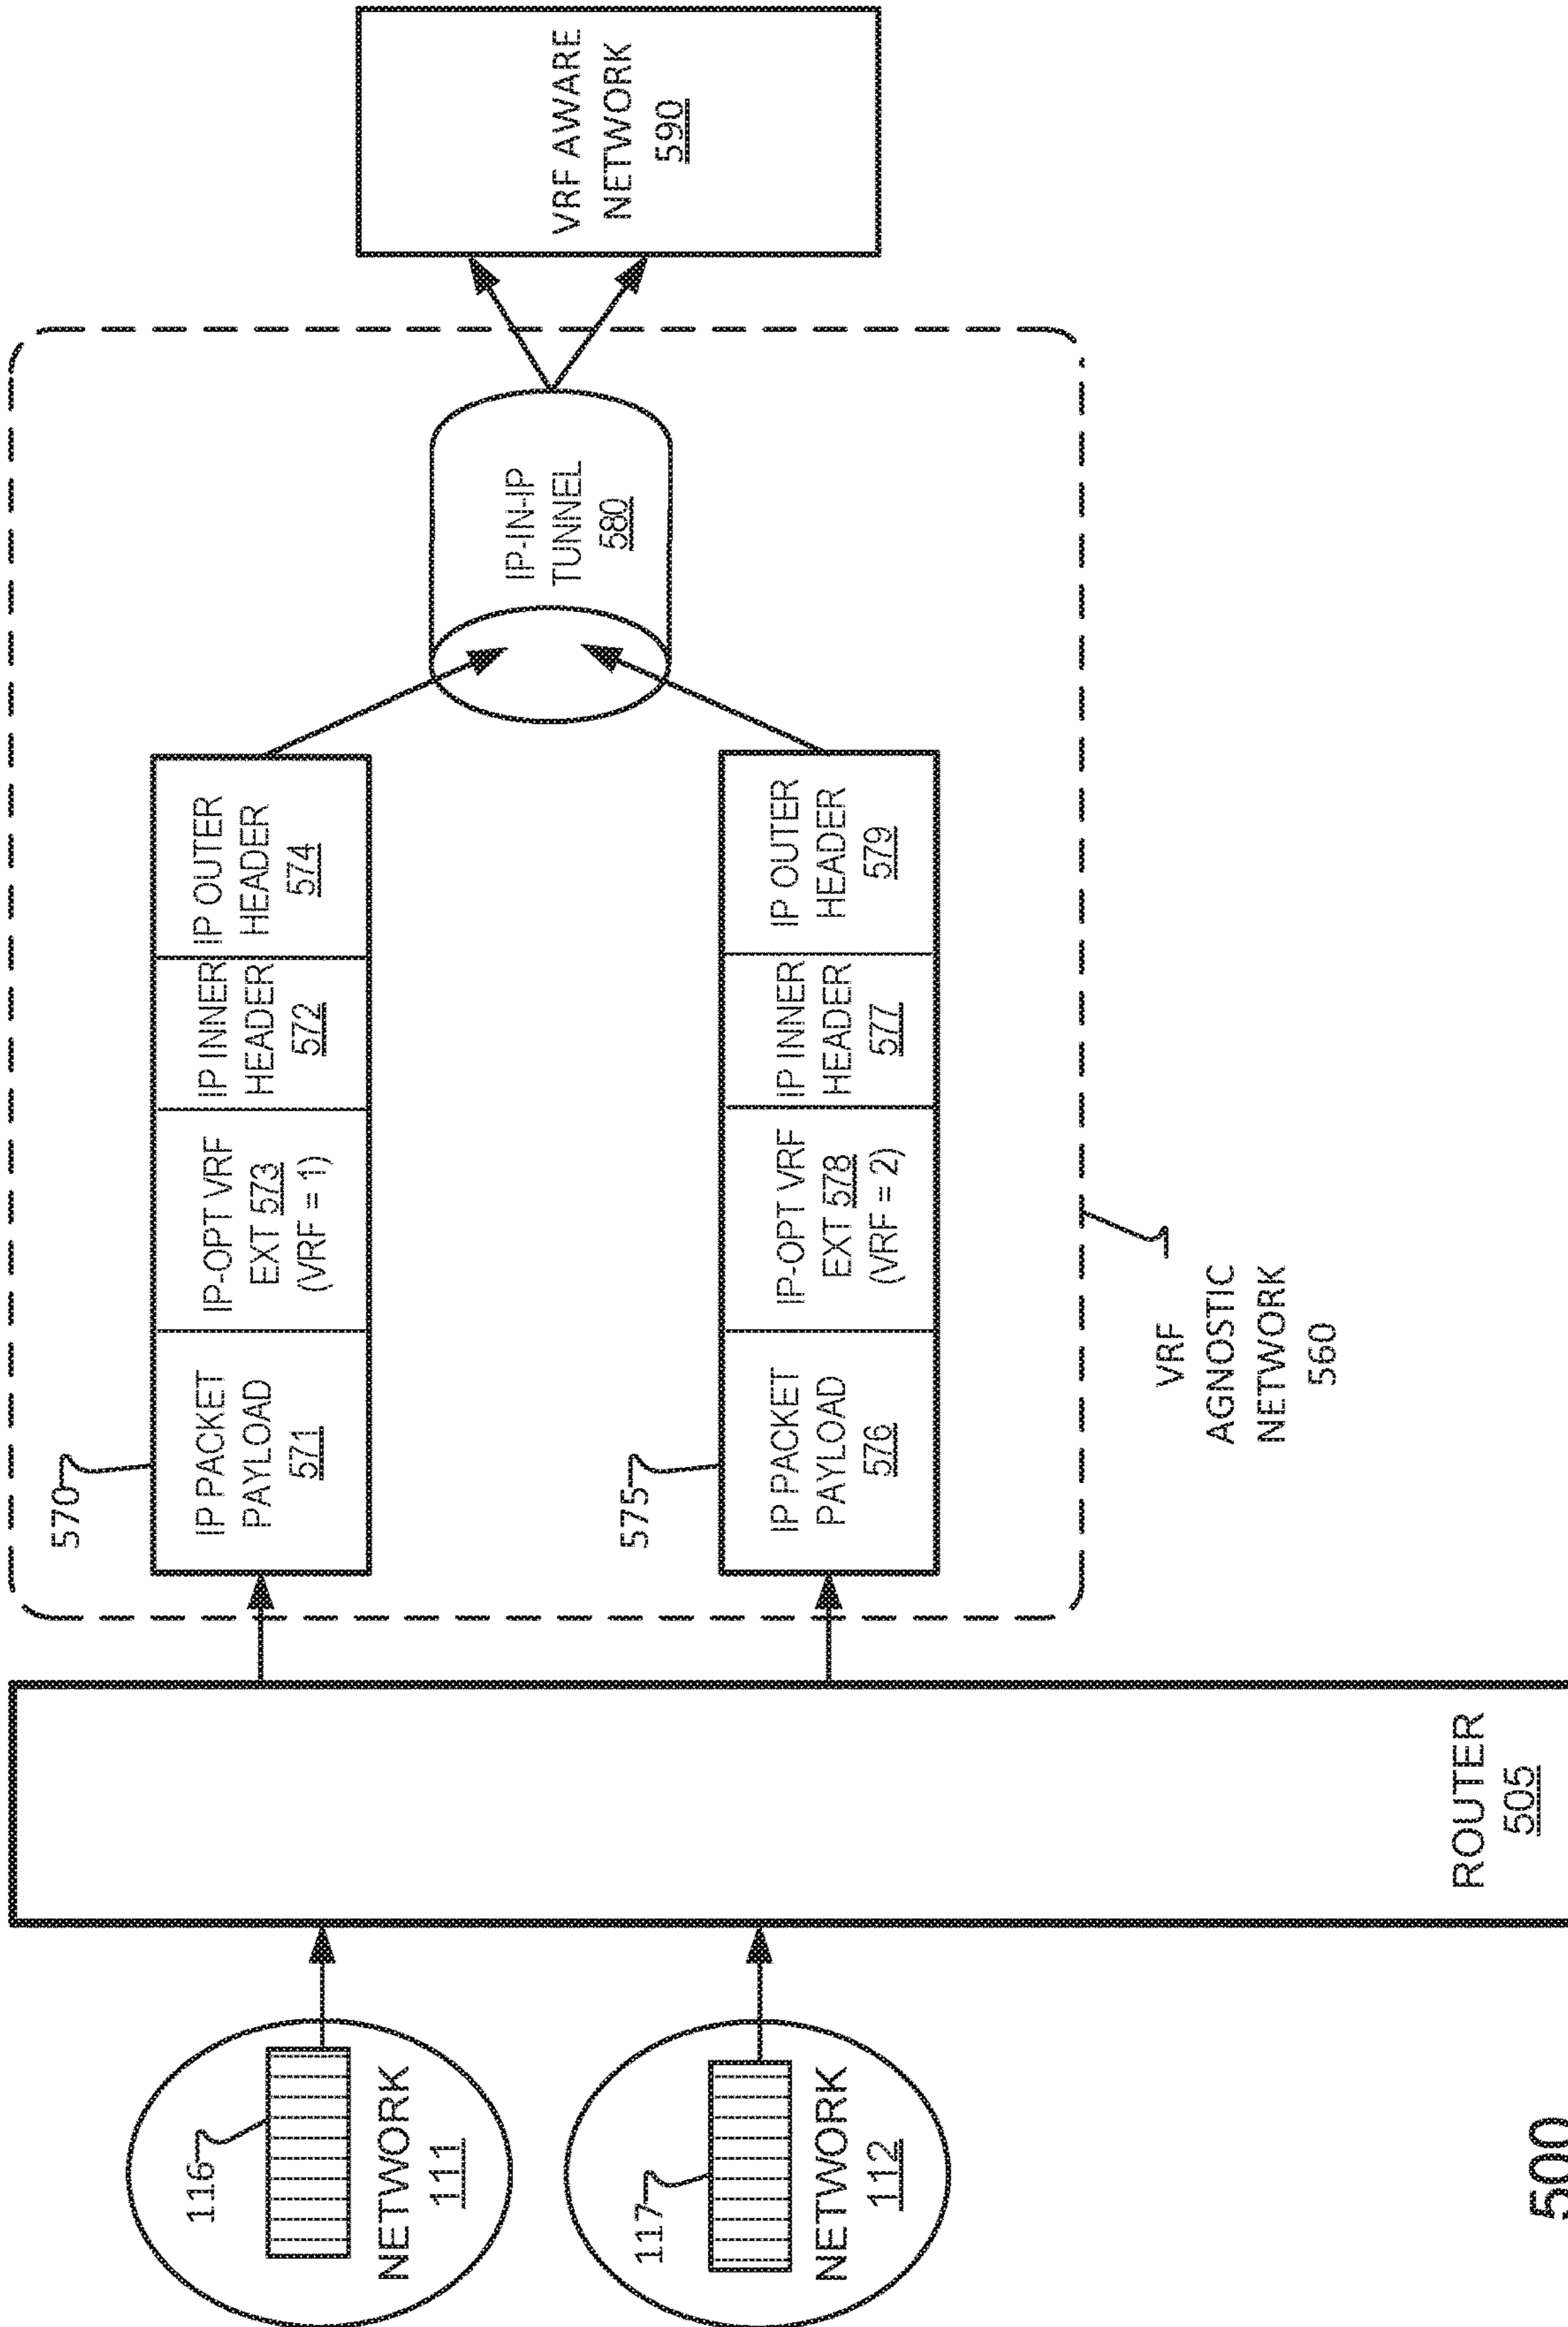 116
NETWORK
111
117
NETWORK
112
500
ROUTER
505
570
IP PACKET
PAYLOAD
571
IP-OPT VRF
EXT 573
(VRF = 1)
IP INNER
HEADER
572
IP OUTER
HEADER
574
575
IP PACKET
PAYLOAD
576
IP-OPT VRF
EXT 578
(VRF = 2)
IP INNER
HEADER
577
IP OUTER
HEADER
579
IP-IN-IP
TUNNEL
580
VRF
AGNOSTIC
NETWORK
560
VRF AWARE
NETWORK
590